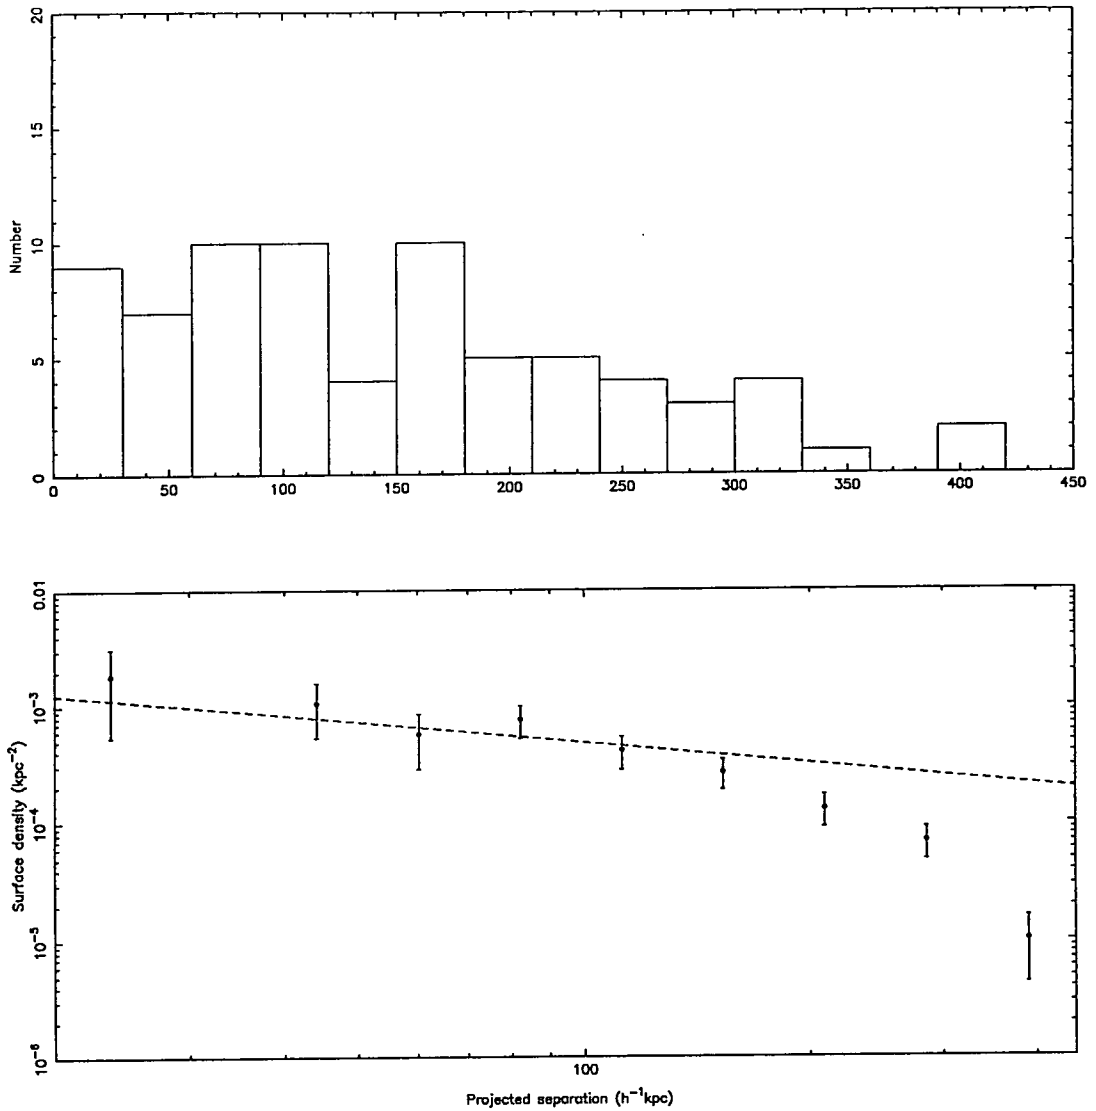 20
15
10
5
0
Number
0 50 100 150 200 250 300 350 400 450
0.01
10⁻³
10⁻⁴
10⁻⁵
10⁻⁶
Surface density (kpc⁻²)
100
Projected separation (h⁻¹kpc)